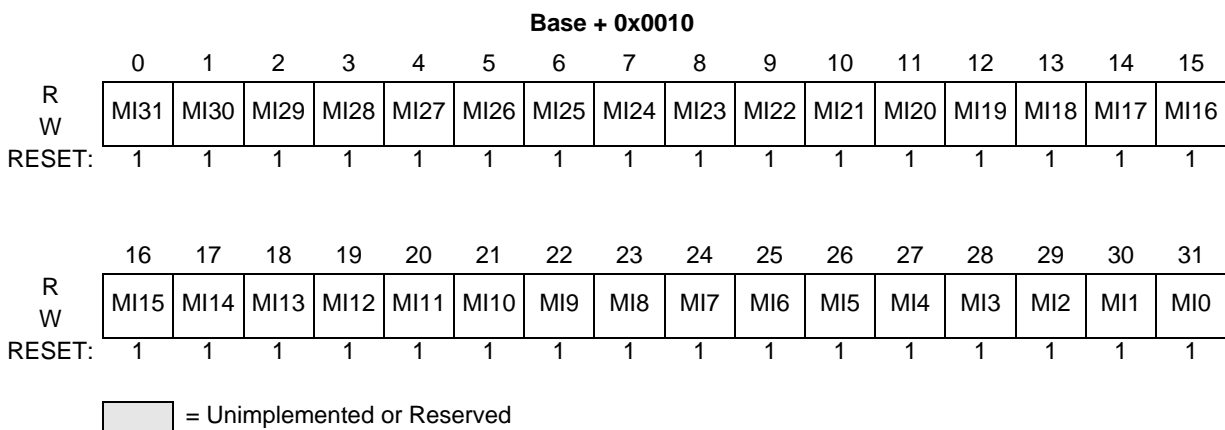 Base + 0x0010
0 1 2 3 4 5 6 7 8 9 10 11 12 13 14 15
R
MI31 MI30 MI29 MI28 MI27 MI26 MI25 MI24 MI23 MI22 MI21 MI20 MI19 MI18 MI17 MI16
W
RESET: 1 1 1 1 1 1 1 1 1 1 1 1 1 1 1 1
16 17 18 19 20 21 22 23 24 25 26 27 28 29 30 31
R
MI15 MI14 MI13 MI12 MI11 MI10 MI9 MI8 MI7 MI6 MI5 MI4 MI3 MI2 MI1 MI0
W
RESET: 1 1 1 1 1 1 1 1 1 1 1 1 1 1 1 1
= Unimplemented or Reserved